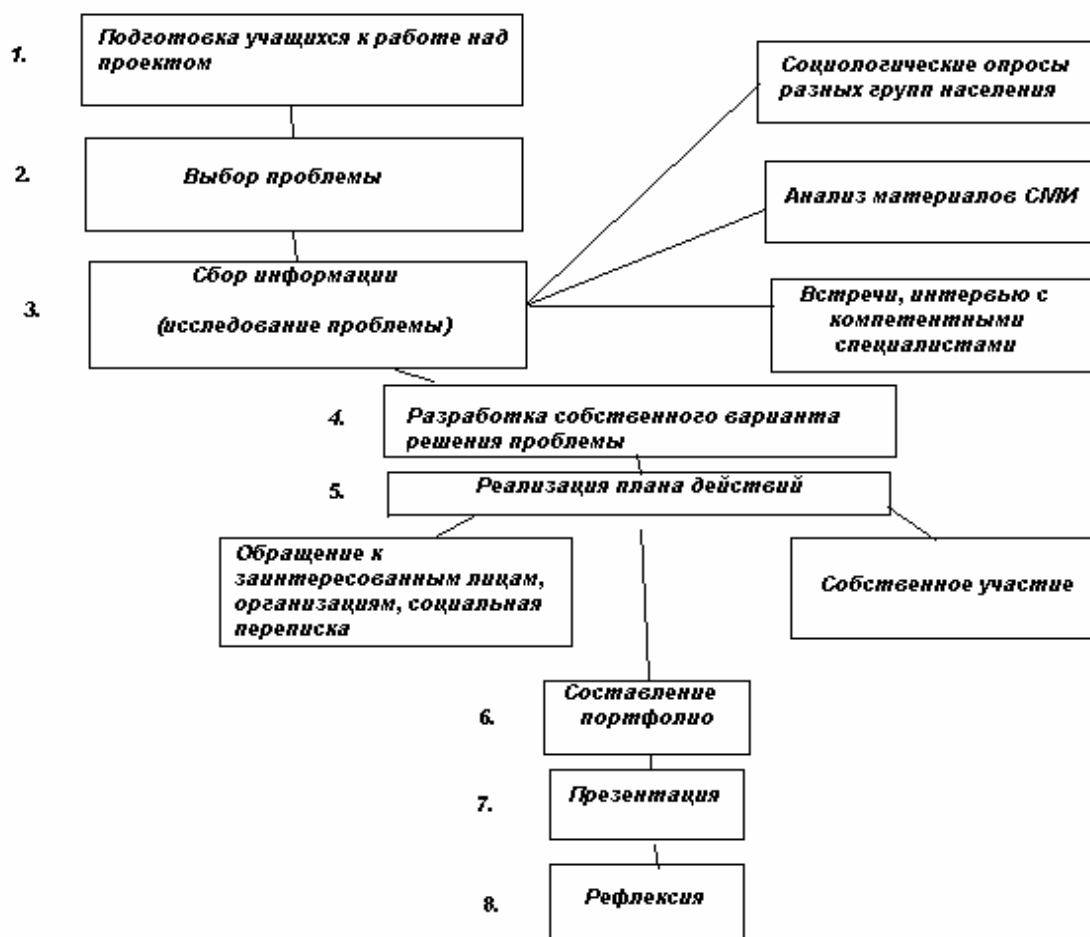 1.
Подготовка учащихся к работе над
проектом
Социологические опросы
разных групп населения
2.
Выбор проблемы
Анализ материалов СМИ
3.
Сбор информации
(исследование проблемы)
Встречи, интервью с
компетентными
специалистами
4.
Разработка собственного варианта
решения проблемы
5.
Реализация плана действий
Обращение к
заинтересованным лицам,
организациям, социальная
переписка
Собственное участие
6.
Составление
портфолио
7.
Презентация
8.
Рефлексия